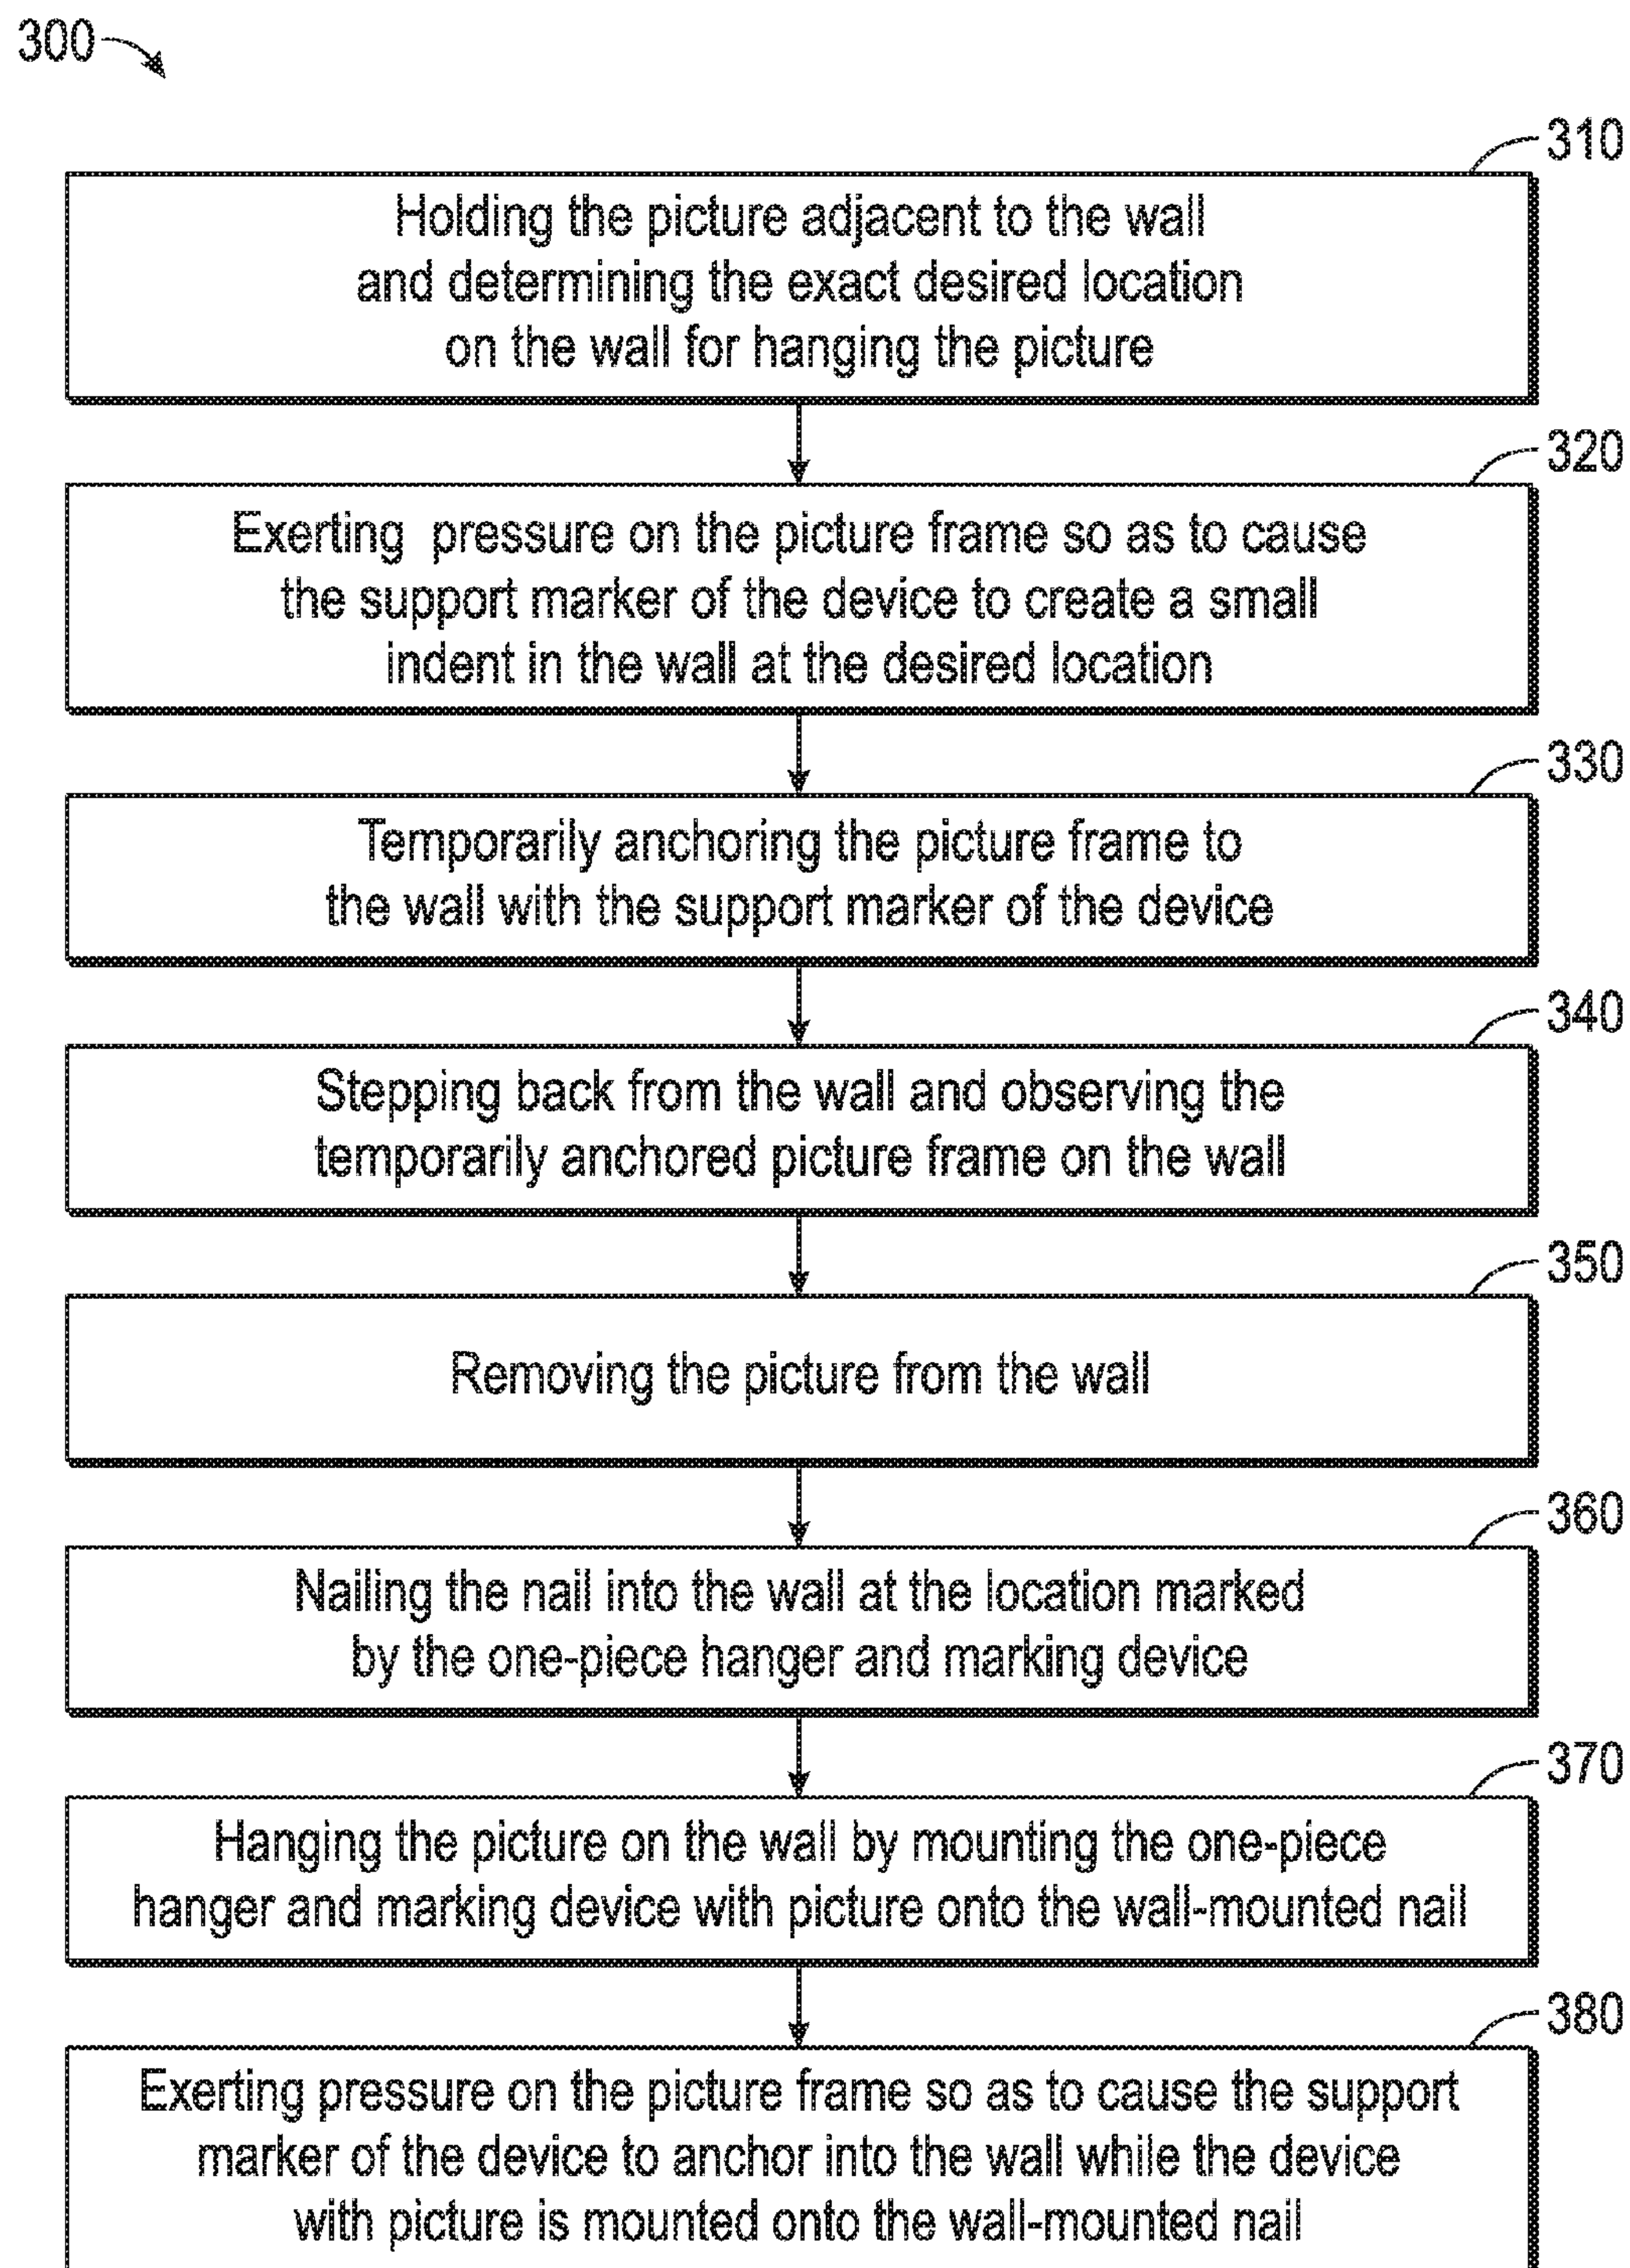 300
310
Holding the picture adjacent to the wall
and determining the exact desired location
on the wall for hanging the picture
320
Exerting pressure on the picture frame so as to cause
the support marker of the device to create a small
indent in the wall at the desired location
330
Temporarily anchoring the picture frame to
the wall with the support marker of the device
340
Stepping back from the wall and observing the
temporarily anchored picture frame on the wall
350
Removing the picture from the wall
360
Nailing the nail into the wall at the location marked
by the one-piece hanger and marking device
370
Hanging the picture on the wall by mounting the one-piece
hanger and marking device with picture onto the wall-mounted nail
380
Exerting pressure on the picture frame so as to cause the support
marker of the device to anchor into the wall while the device
with picture is mounted onto the wall-mounted nail